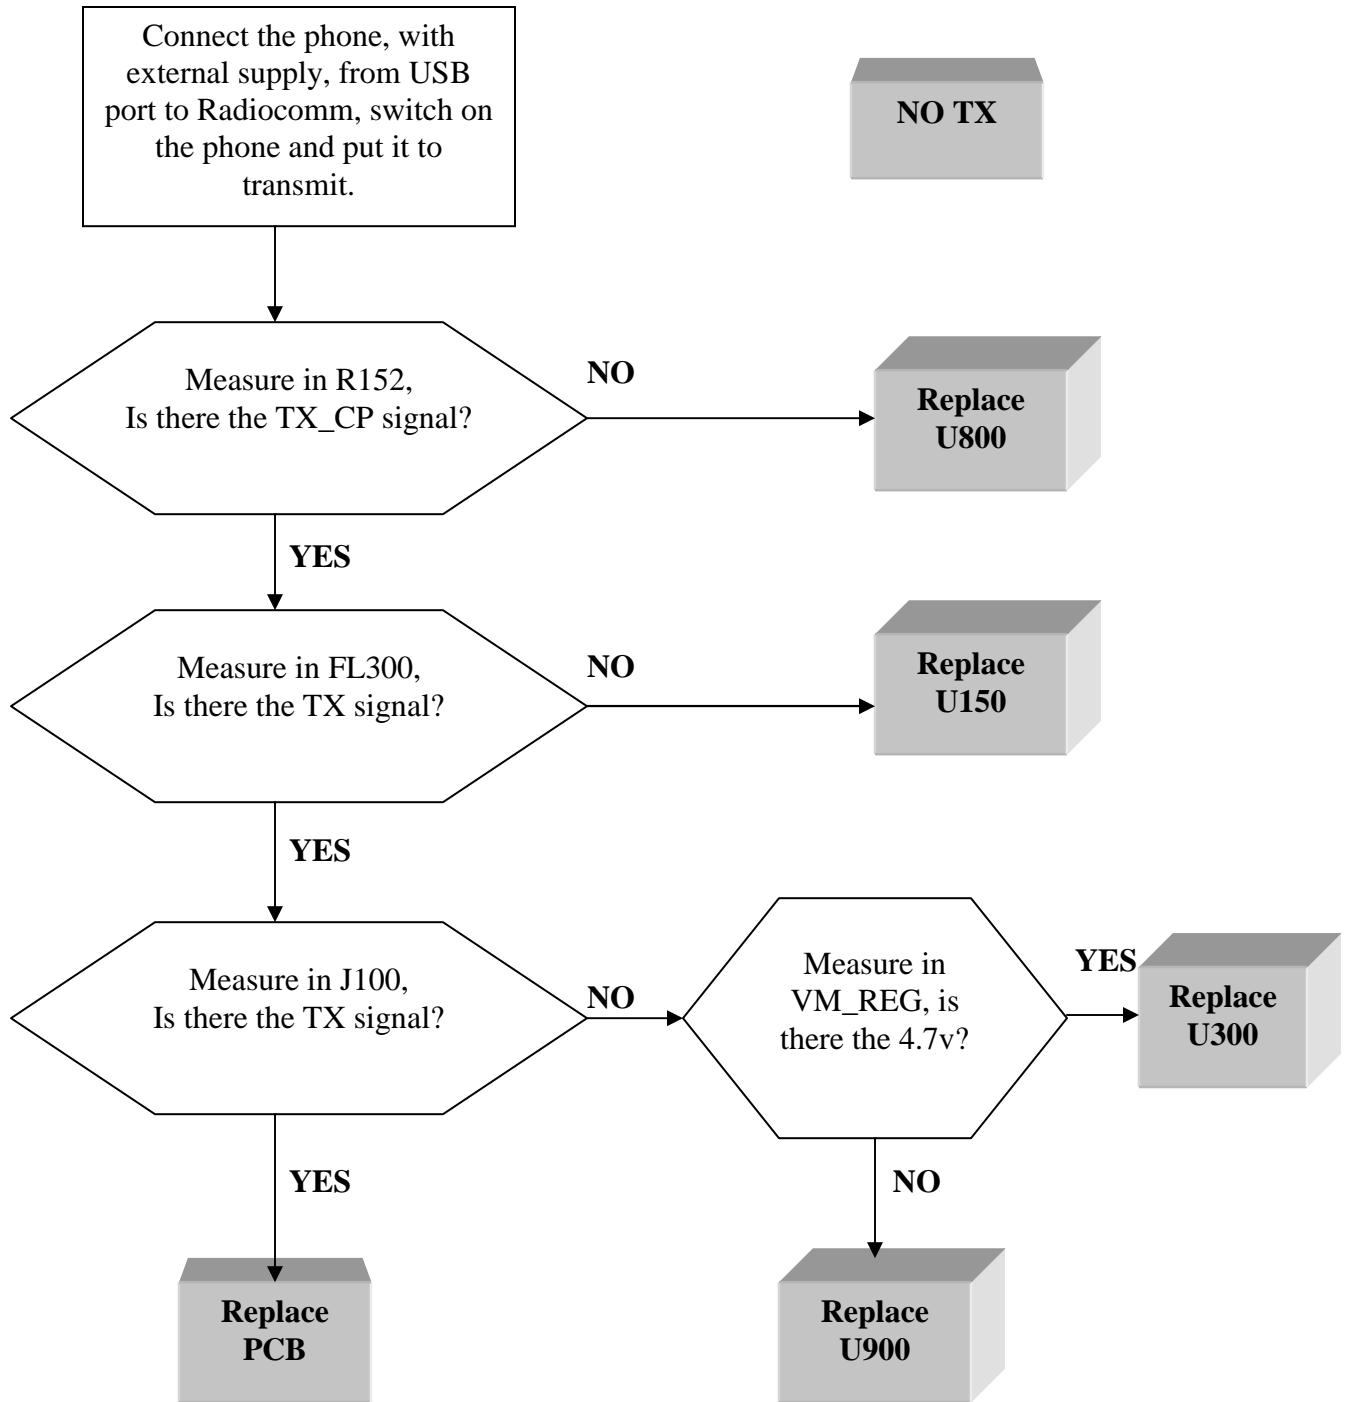 Connect the phone, with
external supply, from USB
port to Radiocomm, switch on
the phone and put it to
transmit.
NO TX
Measure in R152,
Is there the TX_CP signal?
NO
Replace
U800
YES
Measure in FL300,
Is there the TX signal?
NO
Replace
U150
YES
Measure in J100,
Is there the TX signal?
NO
Measure in
VM_REG, is
there the 4.7v?
YES
Replace
U300
YES
NO
Replace
PCB
Replace
U900